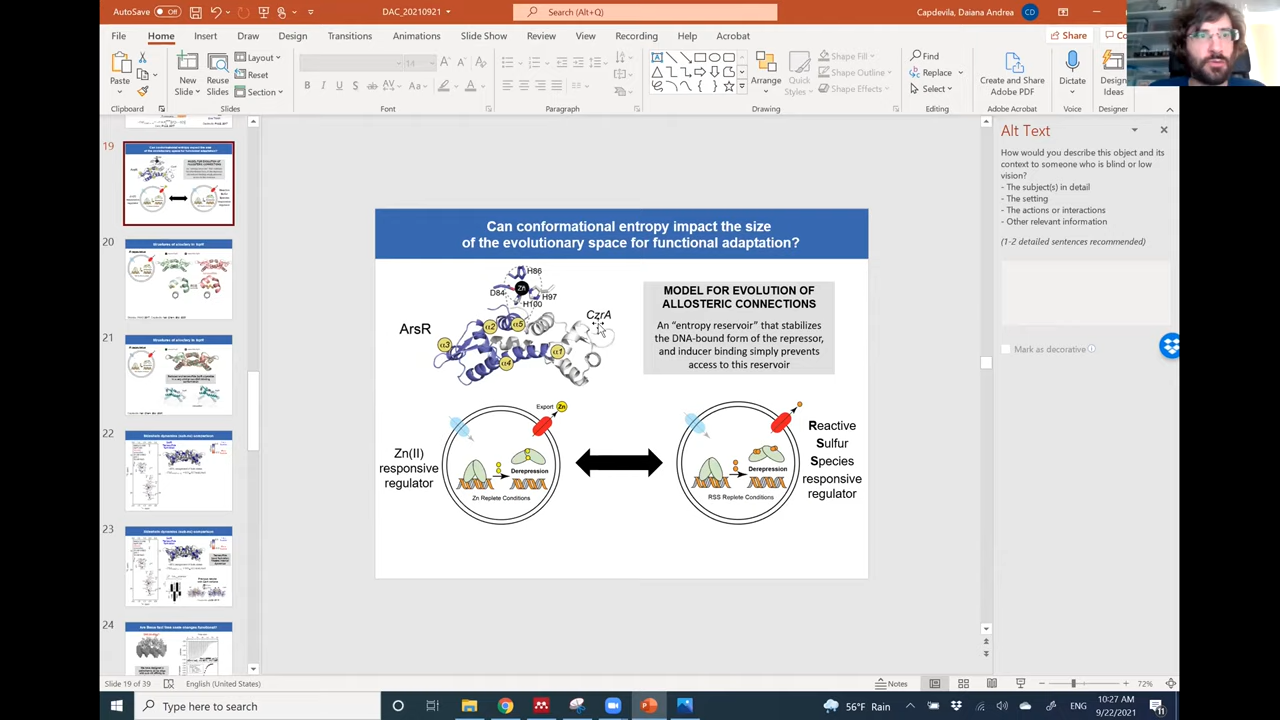 AutoSave Off
DAC_20210921
Search (Alt+Q)
Capdevila, Daiana Andrea
CD
File Home Insert Draw Design Transitions Animations Slide Show Review View Recording Help Acrobat
Share
Paste
New Slide
Reuse Slides
Layout
Reset
Section
Shape Fill
Shape Outline
Shape Effects
Arrange
Quick Styles
Find
Replace
Select
Create and Share Adobe PDF
Dictate
Design Ideas
Clipboard Slides Font Paragraph Drawing Editing Adobe Acrobat Voice Designer
19
20
21
22
23
24
Can conformational entropy impact the size
of the evolutionary space for functional adaptation?
H86
Zn
D84
H97
H100
CzrA
ArsR
α2
α5
α3
α4
α1
MODEL FOR EVOLUTION OF
ALLOSTERIC CONNECTIONS
An “entropy reservoir” that stabilizes
the DNA-bound form of the repressor,
and inducer binding simply prevents
access to this reservoir
Export Zn
Zn(II)
responsive
regulator
Derepression
Zn Replete Conditions
Derepression
RSS Replete Conditions
Reactive
Sulfur
Species
responsive
regulator
Alt Text
How would you describe this object and its
context to someone who is blind or low
vision?
- The subject(s) in detail
- The setting
- The actions or interactions
- Other relevant information
(1-2 detailed sentences recommended)
Mark as decorative
Slide 19 of 39
English (United States)
Notes
72%
Type here to search
56°F Rain
10:27 AM
9/22/2021